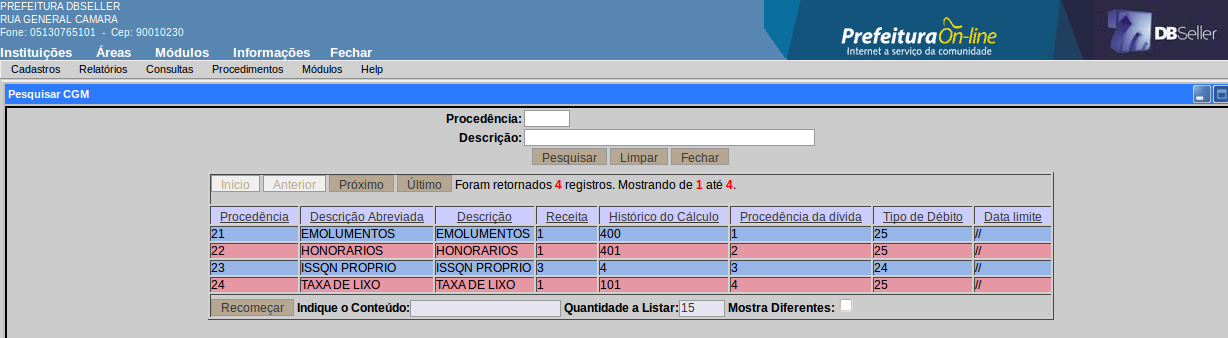 PREFEITURA DBSELLER
RUA GENERAL CAMARA
Fone: 05130765101 - Cep: 90010230
Prefeitura On-line
Internet a serviço da comunidade
DBSeller
Instituições Áreas Módulos Informações Fechar
Cadastros Relatórios Consultas Procedimentos Módulos Help
Pesquisar CGM
Procedência:
Descrição:
Pesquisar Limpar Fechar
Início Anterior Próximo Último Foram retornados 4 registros. Mostrando de 1 até 4.
Procedência Descrição Abreviada Descrição Receita Histórico do Cálculo Procedência da dívida Tipo de Débito Data limite
21 EMOLUMENTOS EMOLUMENTOS 1 400 1 25 //
22 HONORARIOS HONORARIOS 1 401 2 25 //
23 ISSQN PROPRIO ISSQN PROPRIO 3 4 3 24 //
24 TAXA DE LIXO TAXA DE LIXO 1 101 4 25 //
Recomeçar Indique o Conteúdo: Quantidade a Listar: 15 Mostra Diferentes: